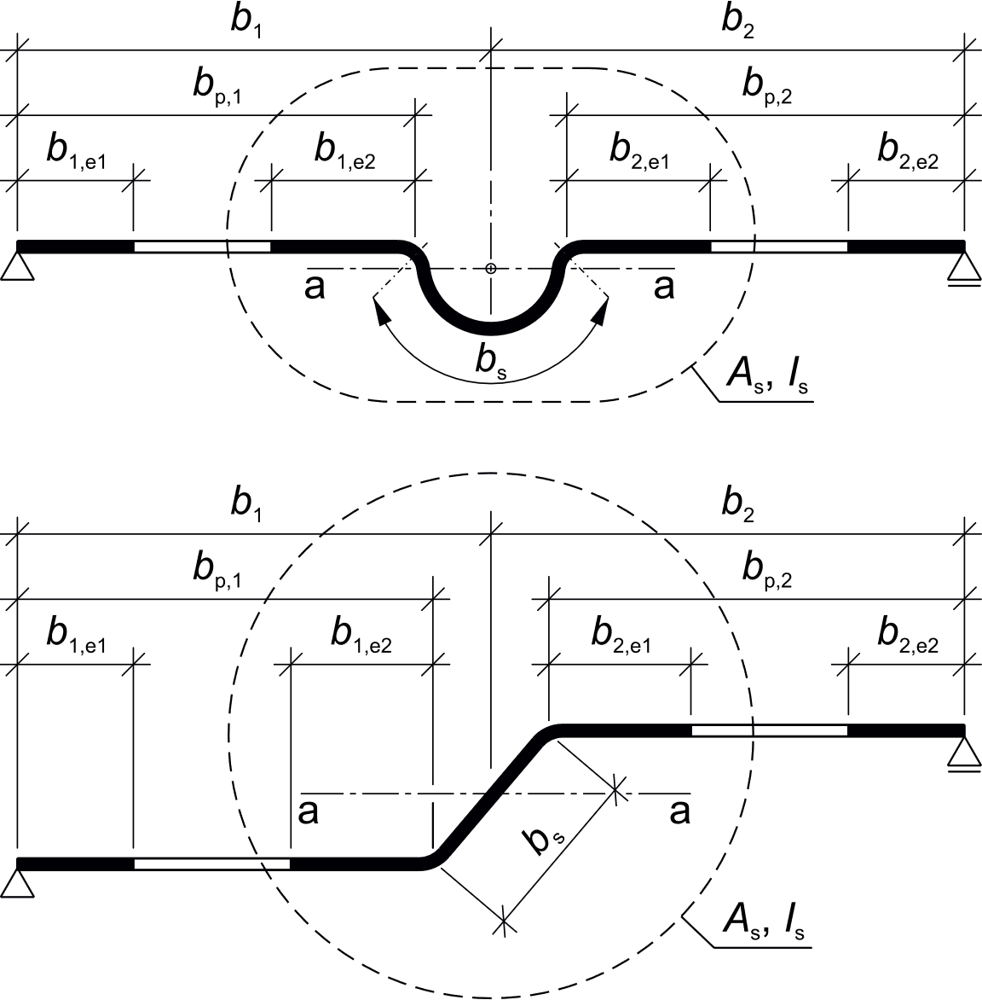 b1 b2
bp,1 bp,2
b1,e1 b1,e2 b2,e1 b2,e2
a a
bs
As, Is
b1 b2
bp,1 bp,2
b1,e1 b1,e2 b2,e1 b2,e2
a a
bs
As, Is